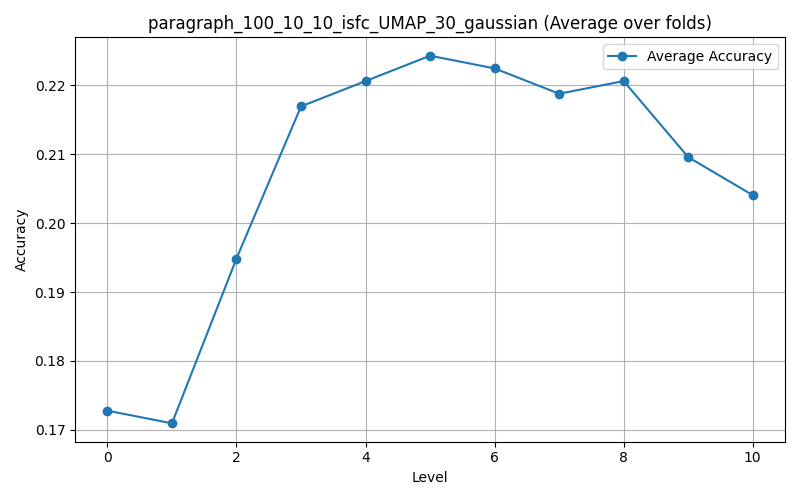 paragraph_100_10_10_isfc_UMAP_30_gaussian (Average over folds)
Average Accuracy
Accuracy
0.22
0.21
0.20
0.19
0.18
0.17
0 2 4 6 8 10
Level